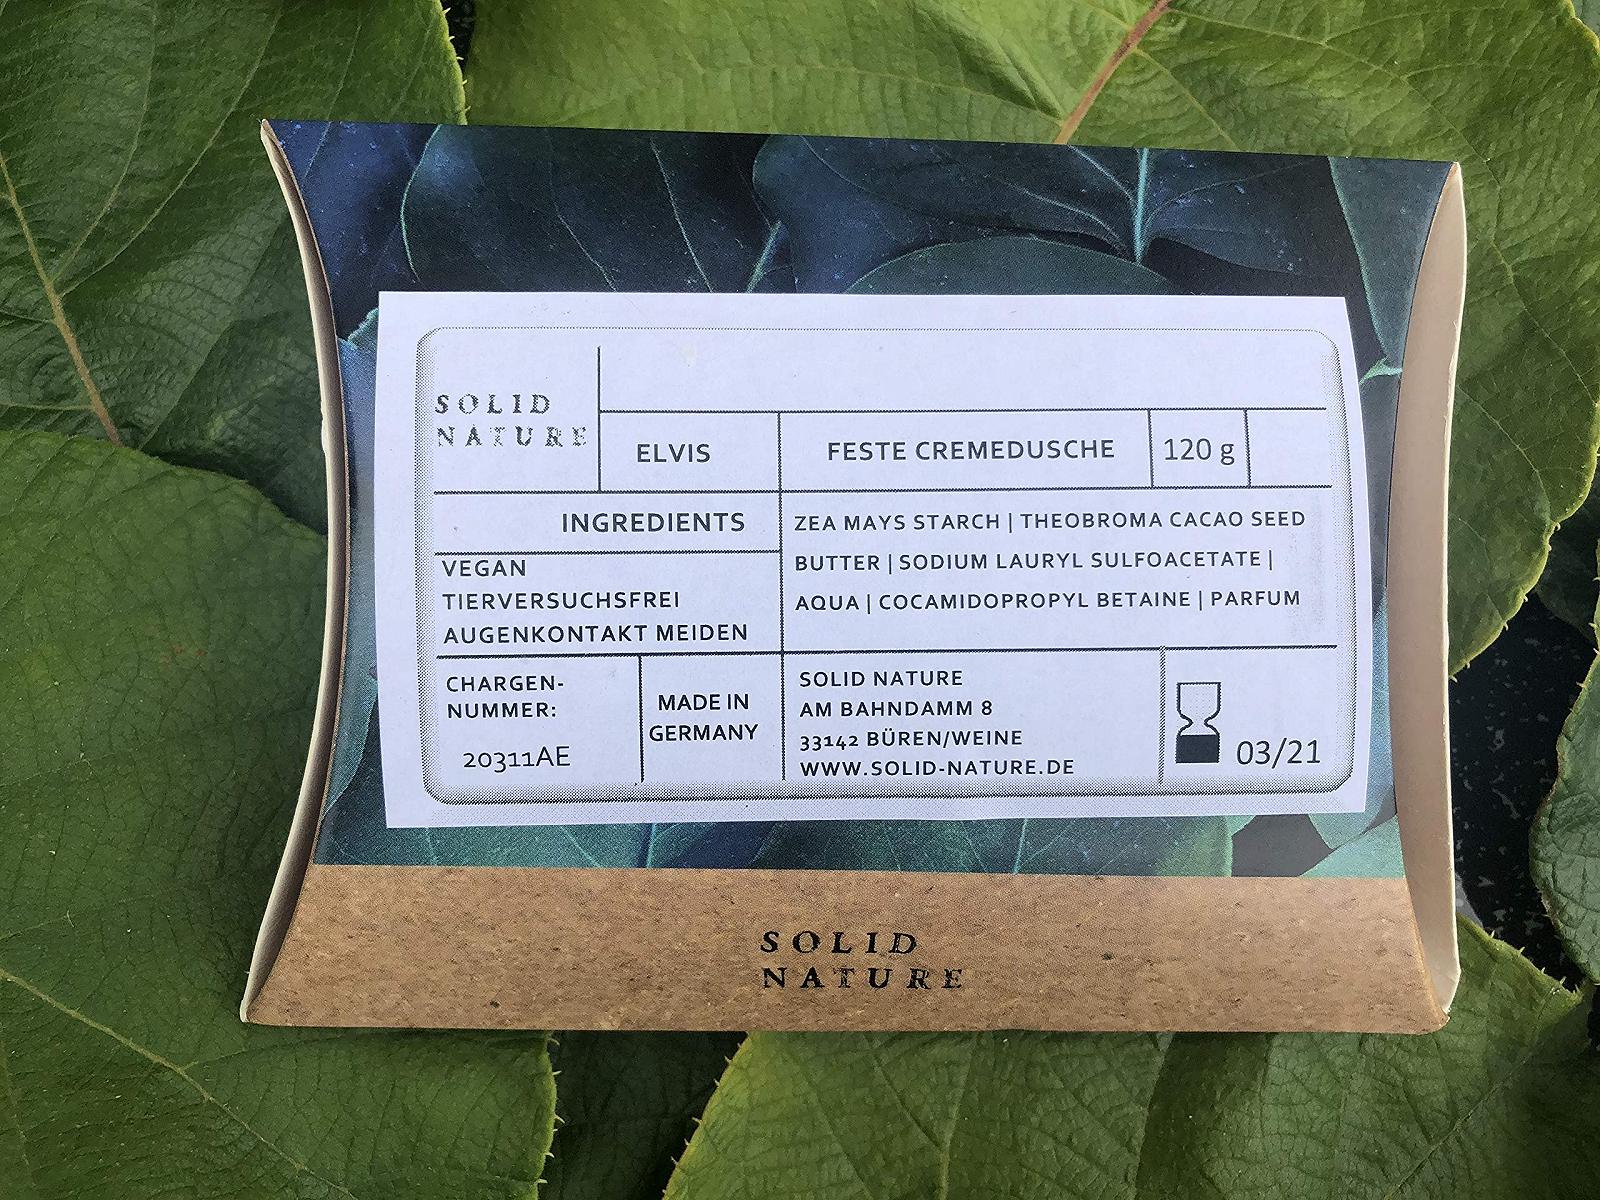 SOLID
NATURE
ELVIS
FESTE CREMEDUSCHE
120 g
INGREDIENTS
ZEA MAYS STARCH | THEOBROMA CACAO SEED
BUTTER | SODIUM LAURYL SULFOACETATE |
AQUA | COCAMIDOPROPYL BETAINE | PARFUM
VEGAN
TIERVERSUCHSFREI
AUGENKONTAKT MEIDEN
CHARGEN-
NUMMER:
20311AE
MADE IN
GERMANY
SOLID NATURE
AM BAHNDAMM 8
33142 BÜREN/WEINE
WWW.SOLID-NATURE.DE
03/21
SOLID
NATURE